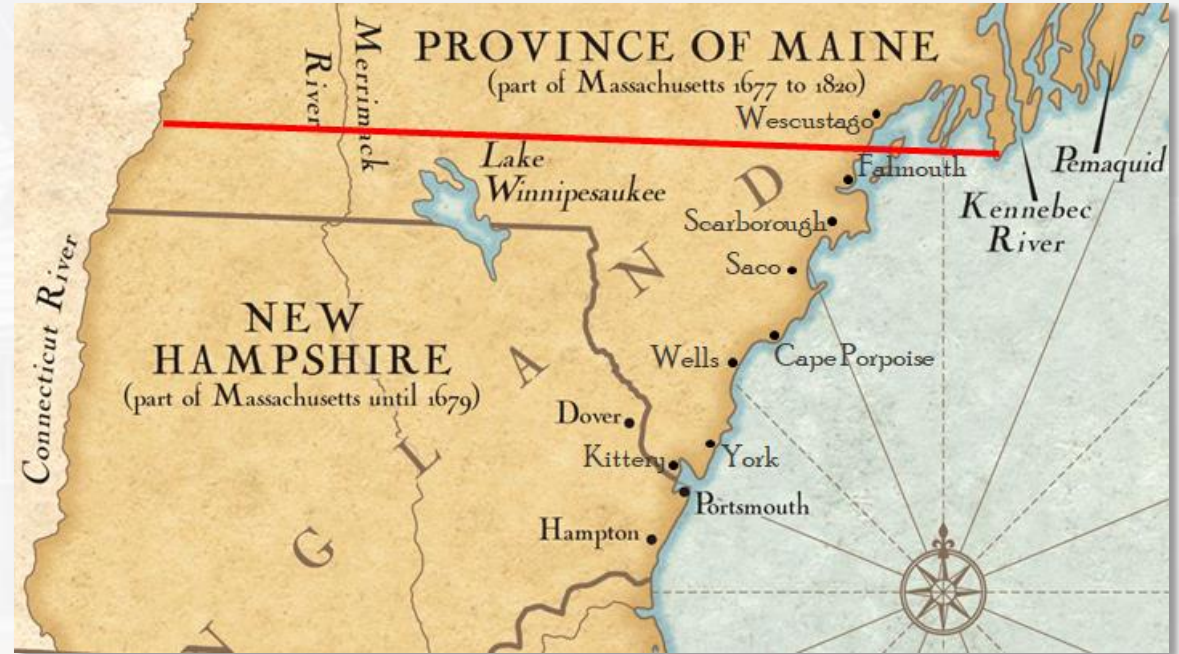 PROVINCE OF MAINE
(part of Massachusetts 1677 to 1820)
Merrimack
River
Wescustago
Lake
Winnipesaukee
Falmouth
Pemaquid
Kennebec
River
Scarborough
Saco
Connecticut River
NEW
HAMPSHIRE
(part of Massachusetts until 1679)
Wells
Cape Porpoise
Dover
Kittery
York
Portsmouth
Hampton
N G L A N D